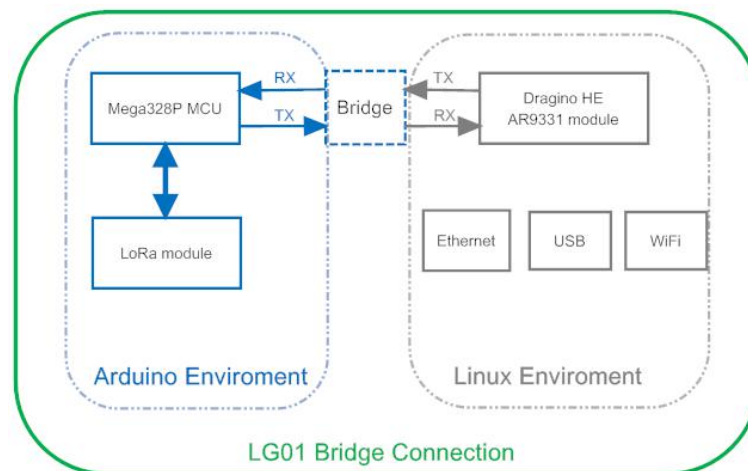 RX
TX
Mega328P MCU
Bridge
Dragino HE
AR9331 module
TX
RX
LoRa module
Ethernet
USB
WiFi
Arduino Enviroment
Linux Enviroment
LG01 Bridge Connection